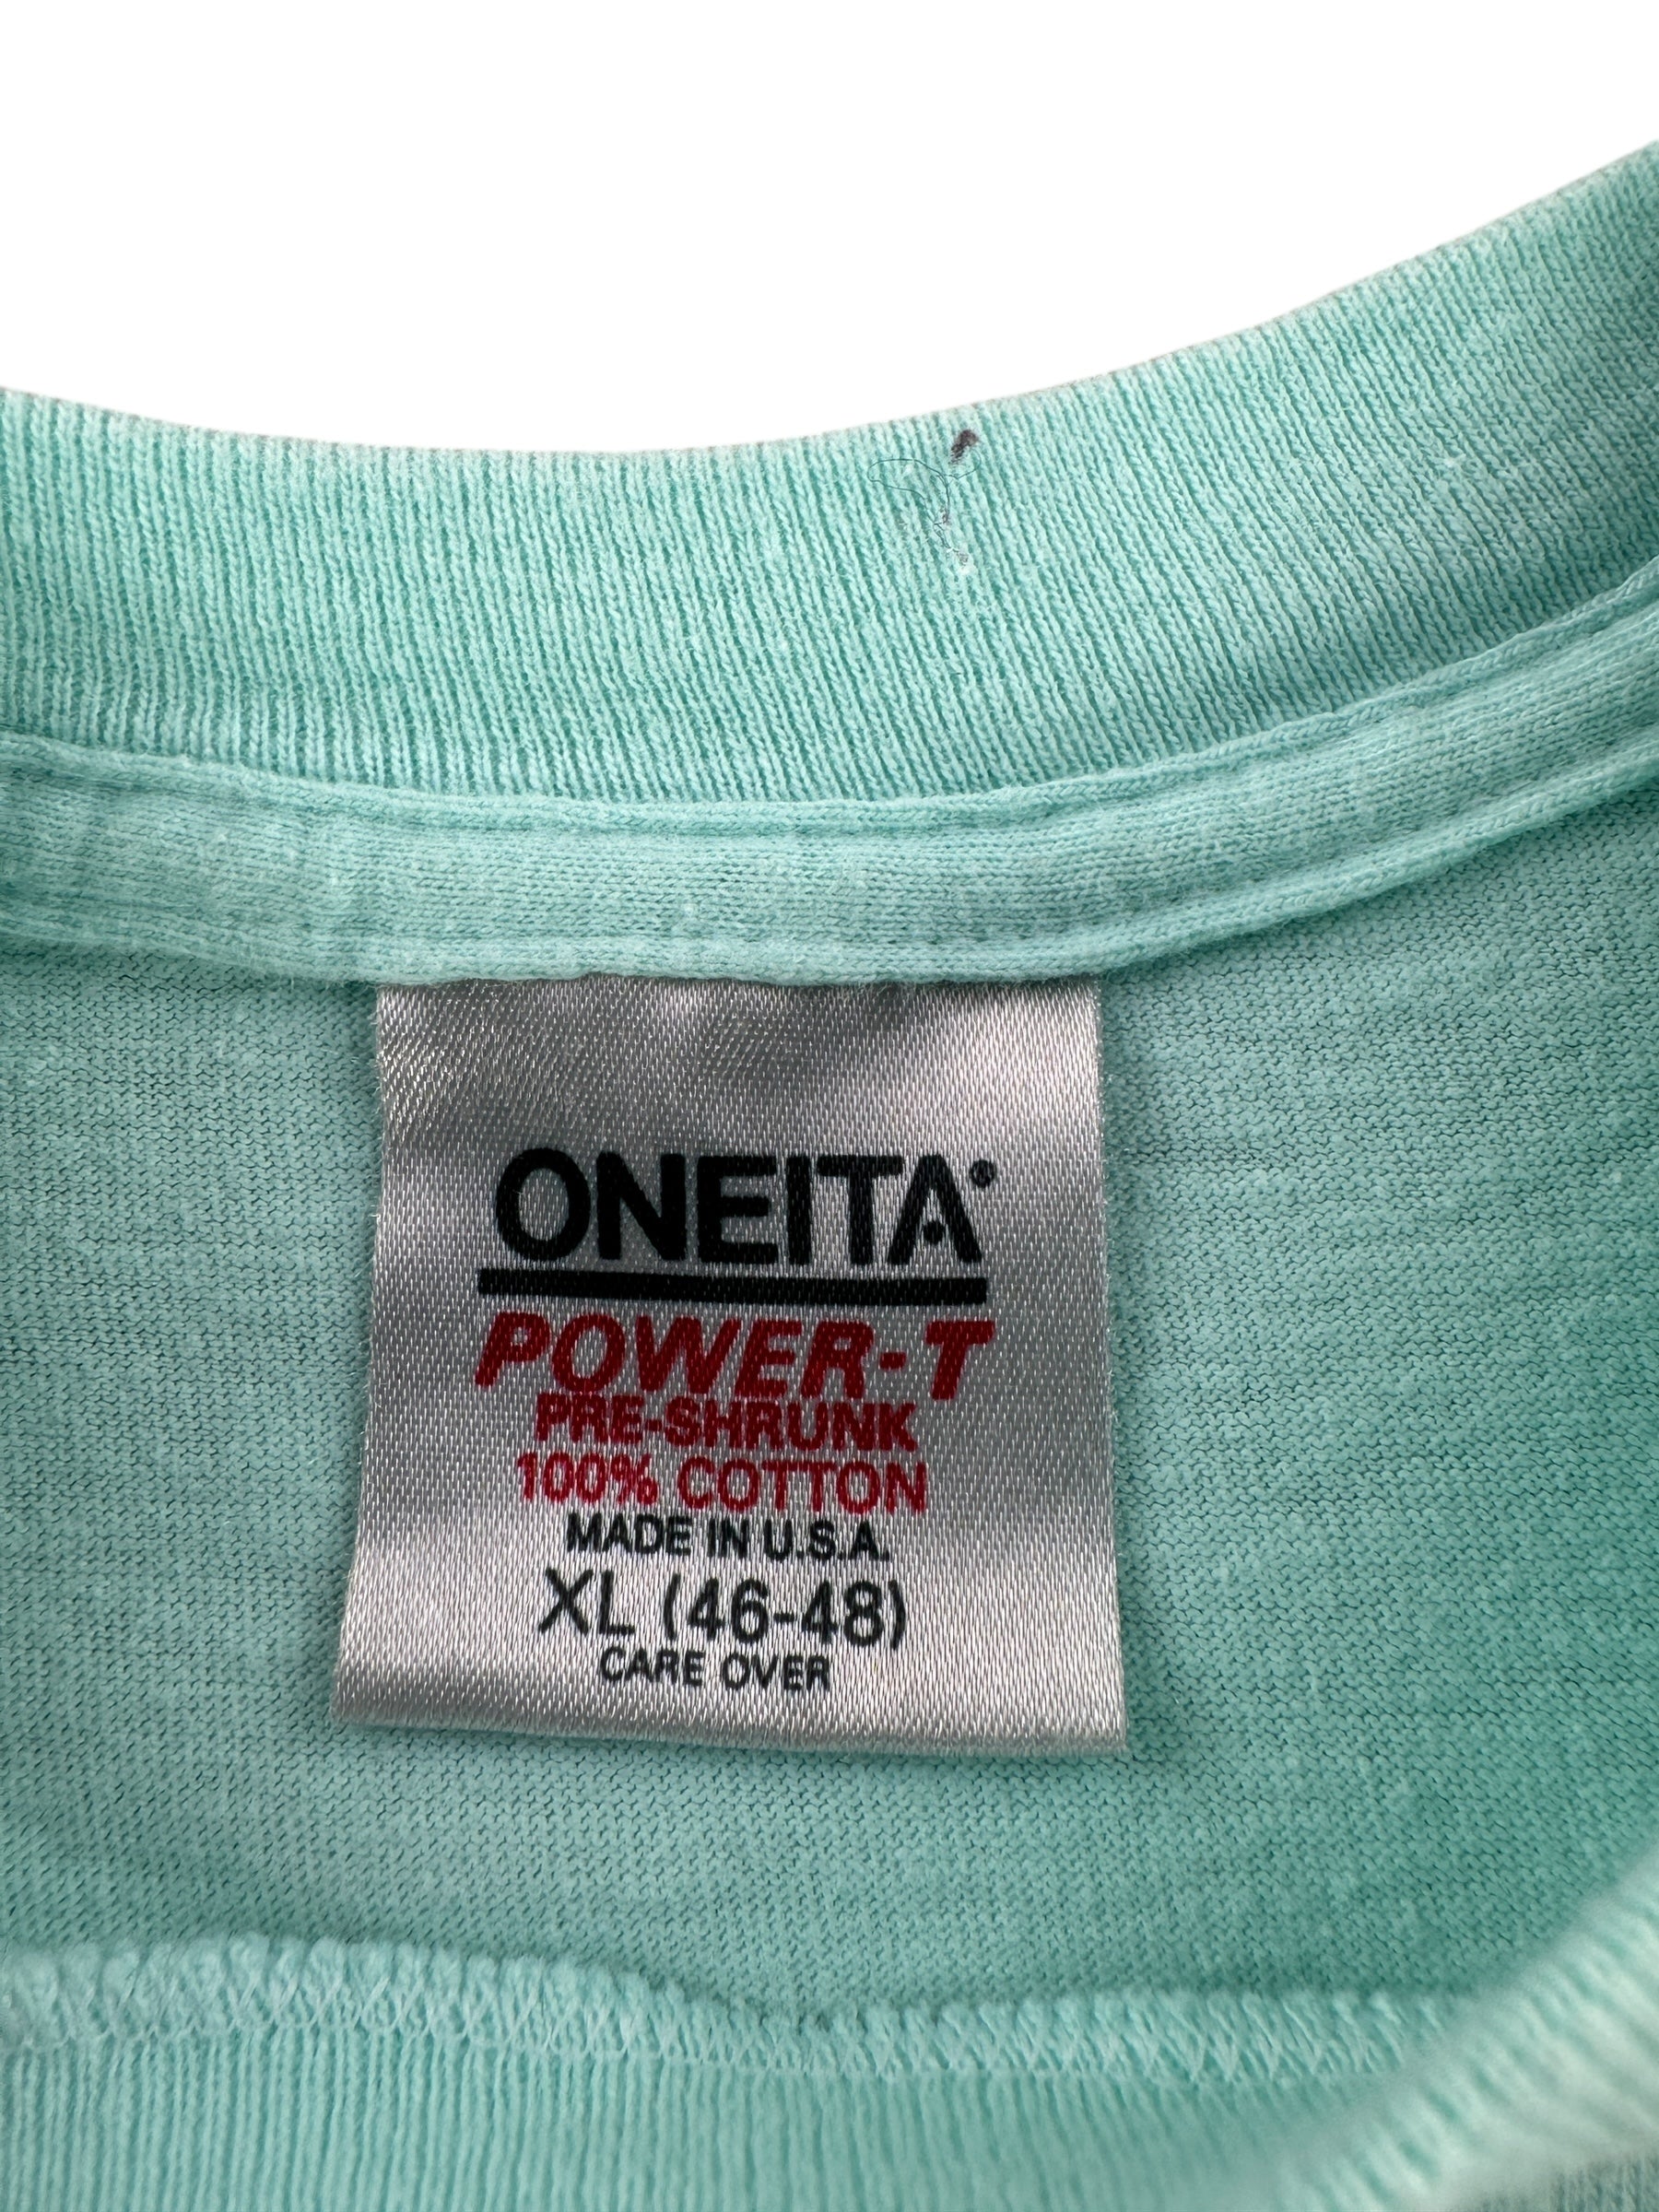 ONEITA®
POWER-T
PRE-SHRUNK
100% COTTON
MADE IN U.S.A.
XL (46-48)
CARE OVER